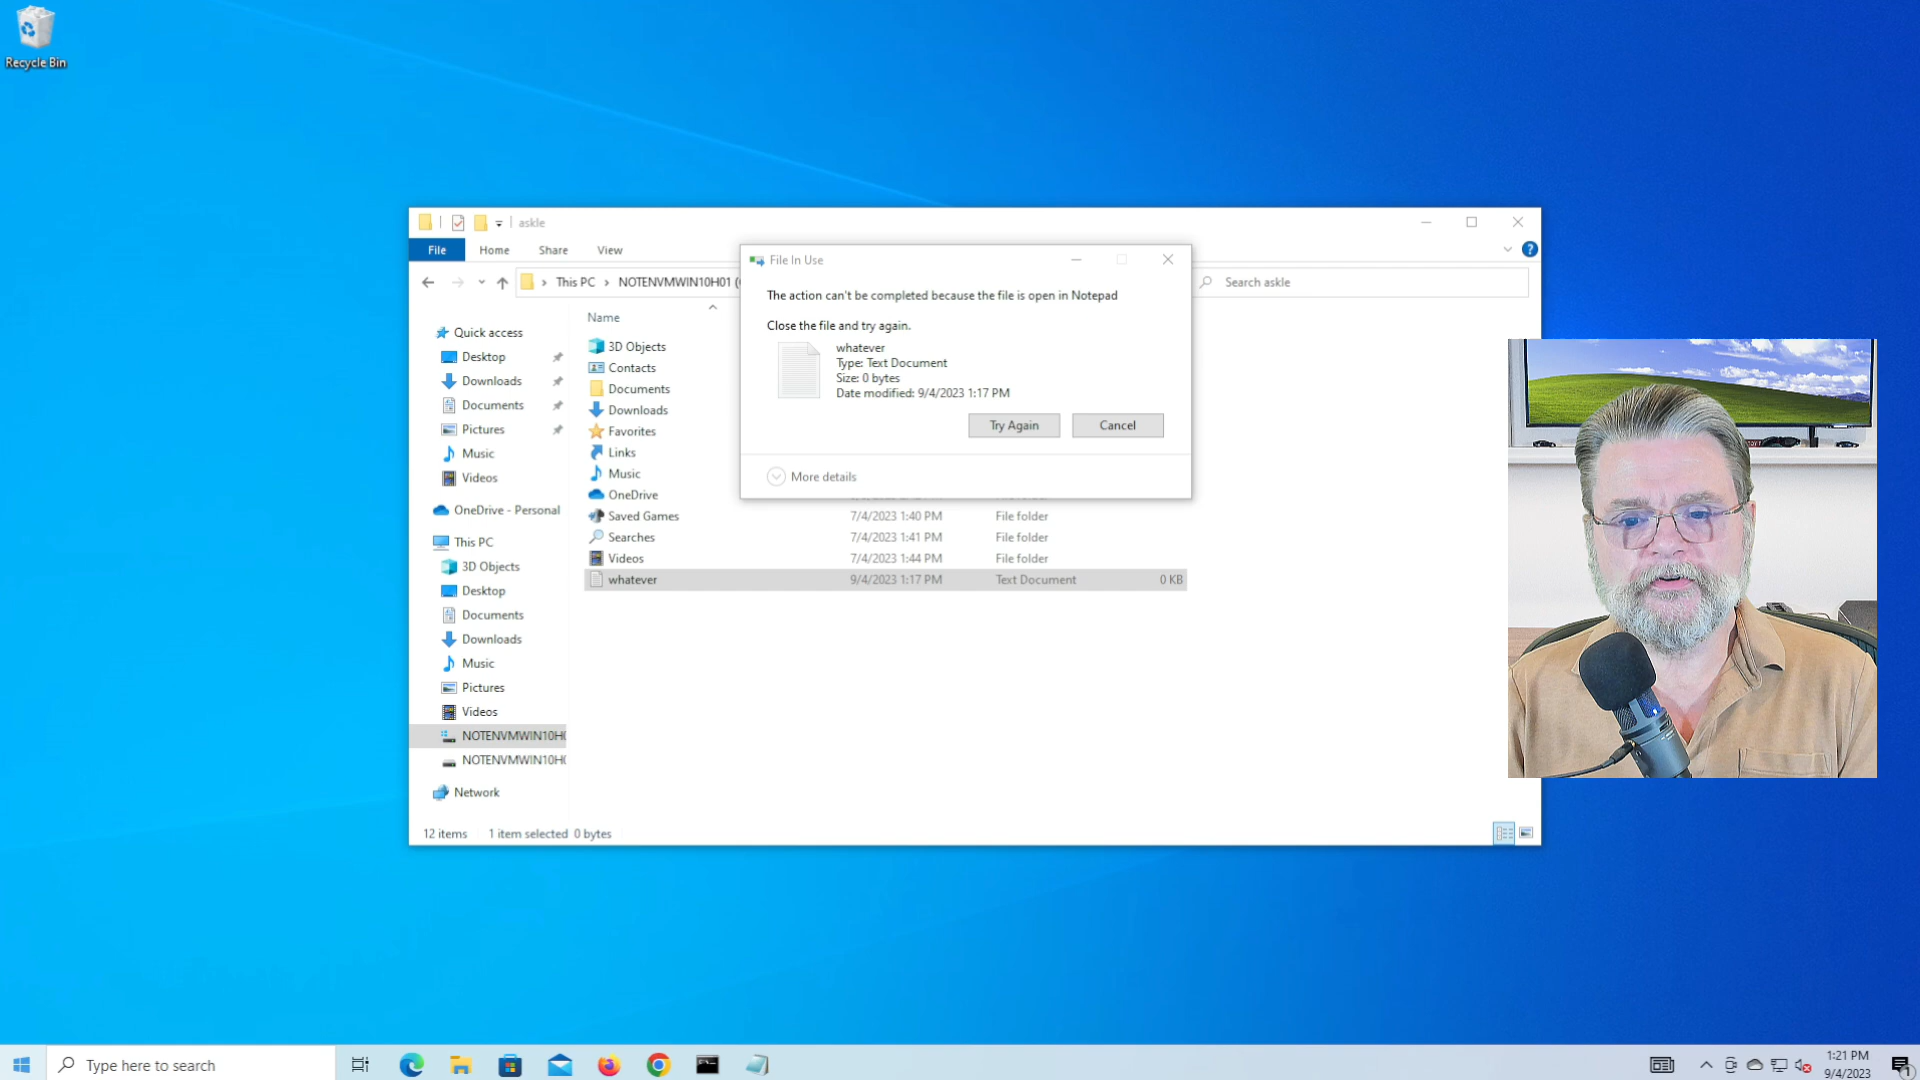 Recycle Bin
askle
File Home Share View
This PC > NOTENVMWIN10H01 (
Search askle
File In Use
The action can't be completed because the file is open in Notepad
Close the file and try again.
whatever
Type: Text Document
Size: 0 bytes
Date modified: 9/4/2023 1:17 PM
Try Again Cancel
More details
Quick access
Desktop
Downloads
Documents
Pictures
Music
Videos
OneDrive - Personal
This PC
3D Objects
Desktop
Documents
Downloads
Music
Pictures
Videos
NOTENVMWIN10H
NOTENVMWIN10H
Network
Name
3D Objects
Contacts
Documents
Downloads
Favorites
Links
Music
OneDrive
Saved Games 7/4/2023 1:40 PM File folder
Searches 7/4/2023 1:41 PM File folder
Videos 7/4/2023 1:44 PM File folder
whatever 9/4/2023 1:17 PM Text Document 0 KB
12 items 1 item selected 0 bytes
Type here to search
1:21 PM
9/4/2023
1